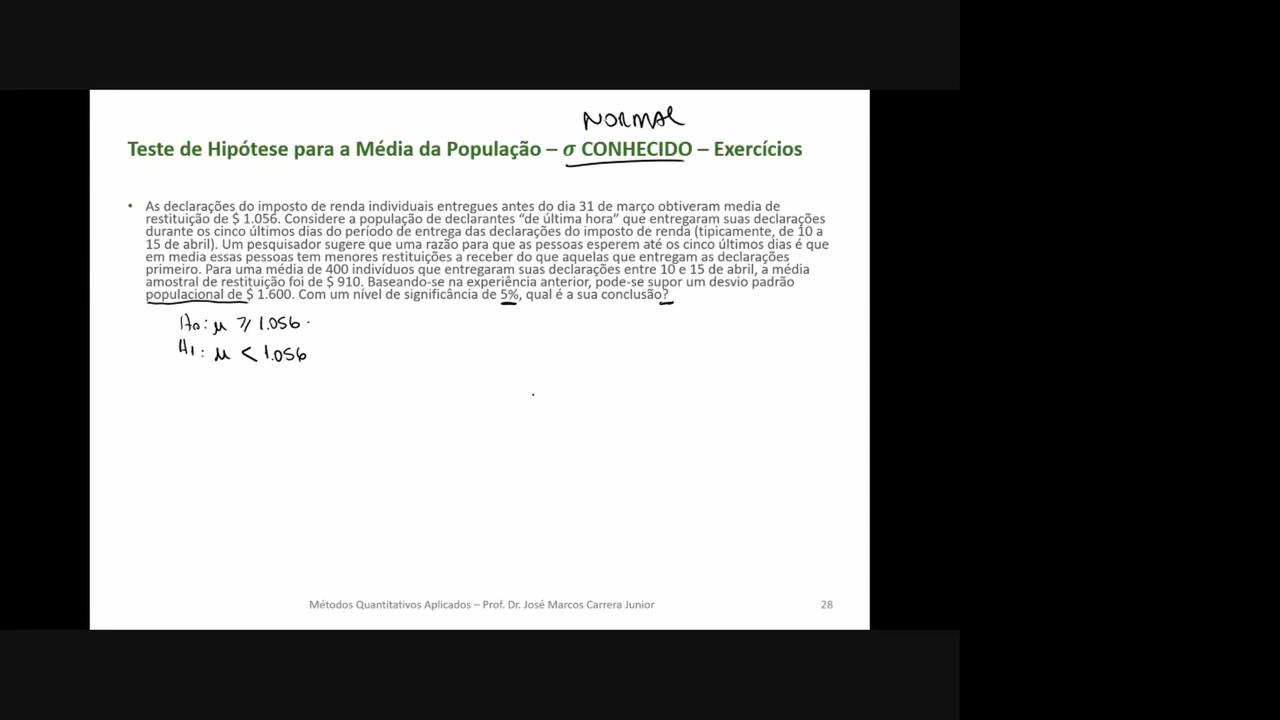 NORMAL
Teste de Hipótese para a Média da População – σ CONHECIDO – Exercícios
• As declarações do imposto de renda individuais entregues antes do dia 31 de março obtiveram media de
restituição de $ 1.056. Considere a população de declarantes “de última hora” que entregaram suas declarações
durante os cinco últimos dias do período de entrega das declarações do imposto de renda (tipicamente, de 10 a
15 de abril). Um pesquisador sugere que uma razão para que as pessoas esperem até os cinco últimos dias é que
em media essas pessoas tem menores restituições a receber do que aquelas que entregam as declarações
primeiro. Para uma média de 400 indivíduos que entregaram suas declarações entre 10 e 15 de abril, a média
amostral de restituição foi de $ 910. Baseando-se na experiência anterior, pode-se supor um desvio padrão
populacional de $ 1.600. Com um nível de significância de 5%, qual é a sua conclusão?
H0: μ ≥ 1.056
H1: μ < 1.056
Métodos Quantitativos Aplicados – Prof. Dr. José Marcos Carrera Junior
28